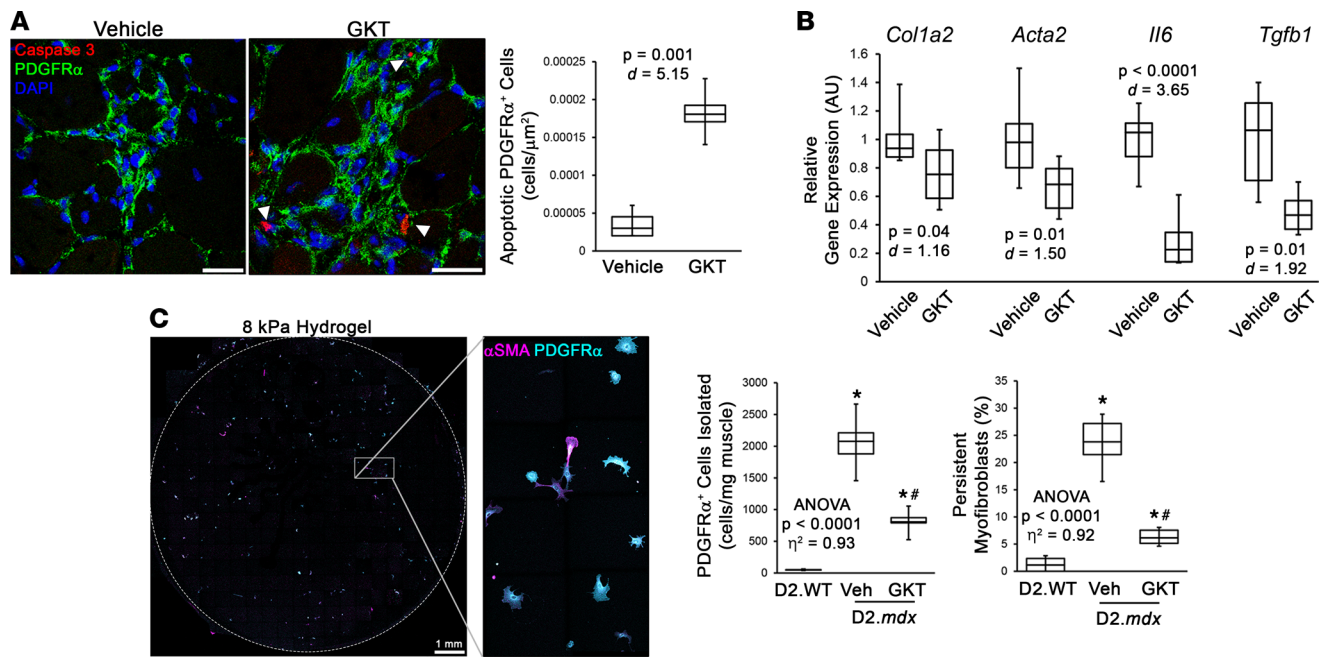 A
Vehicle
GKT
Caspase 3
PDGFRα
DAPI
Apoptotic PDGFRα⁺ Cells
(cells/μm²)
0.00025
0.0002
0.00015
0.0001
0.00005
0
p = 0.001
d = 5.15
Vehicle
GKT
B
Col1a2
Acta2
Il6
Tgfb1
Relative
Gene Expression (AU)
1.6
1.4
1.2
1.0
0.8
0.6
0.4
0.2
0
p < 0.0001
d = 3.65
p = 0.04
d = 1.16
p = 0.01
d = 1.50
p = 0.01
d = 1.92
Vehicle
GKT
Vehicle
GKT
Vehicle
GKT
Vehicle
GKT
C
8 kPa Hydrogel
1 mm
αSMA PDGFRα
PDGFRα⁺ Cells Isolated
(cells/mg muscle)
3000
2500
2000
1500
1000
500
0
*
*#
ANOVA
p < 0.0001
η² = 0.93
D2.WT
Veh
GKT
D2.mdx
Persistent
Myofibroblasts (%)
35
30
25
20
15
10
5
0
*
*#
ANOVA
p < 0.0001
η² = 0.92
D2.WT
Veh
GKT
D2.mdx